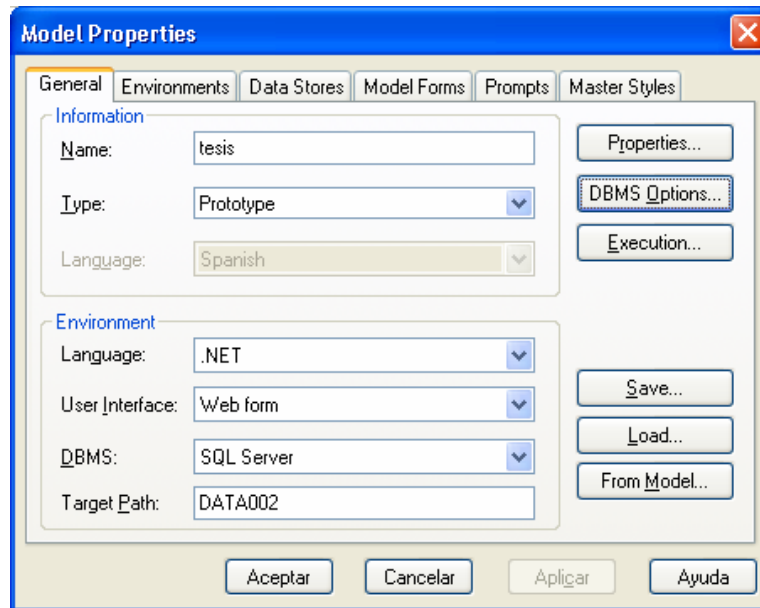 Model Properties
General Environments Data Stores Model Forms Prompts Master Styles
Information
Name: tesis
Properties...
Type: Prototype
DBMS Options...
Language: Spanish
Execution...
Environment
Language: .NET
User Interface: Web form
Save...
DBMS: SQL Server
Load...
Target Path: DATA002
From Model...
Aceptar Cancelar Aplicar Ayuda